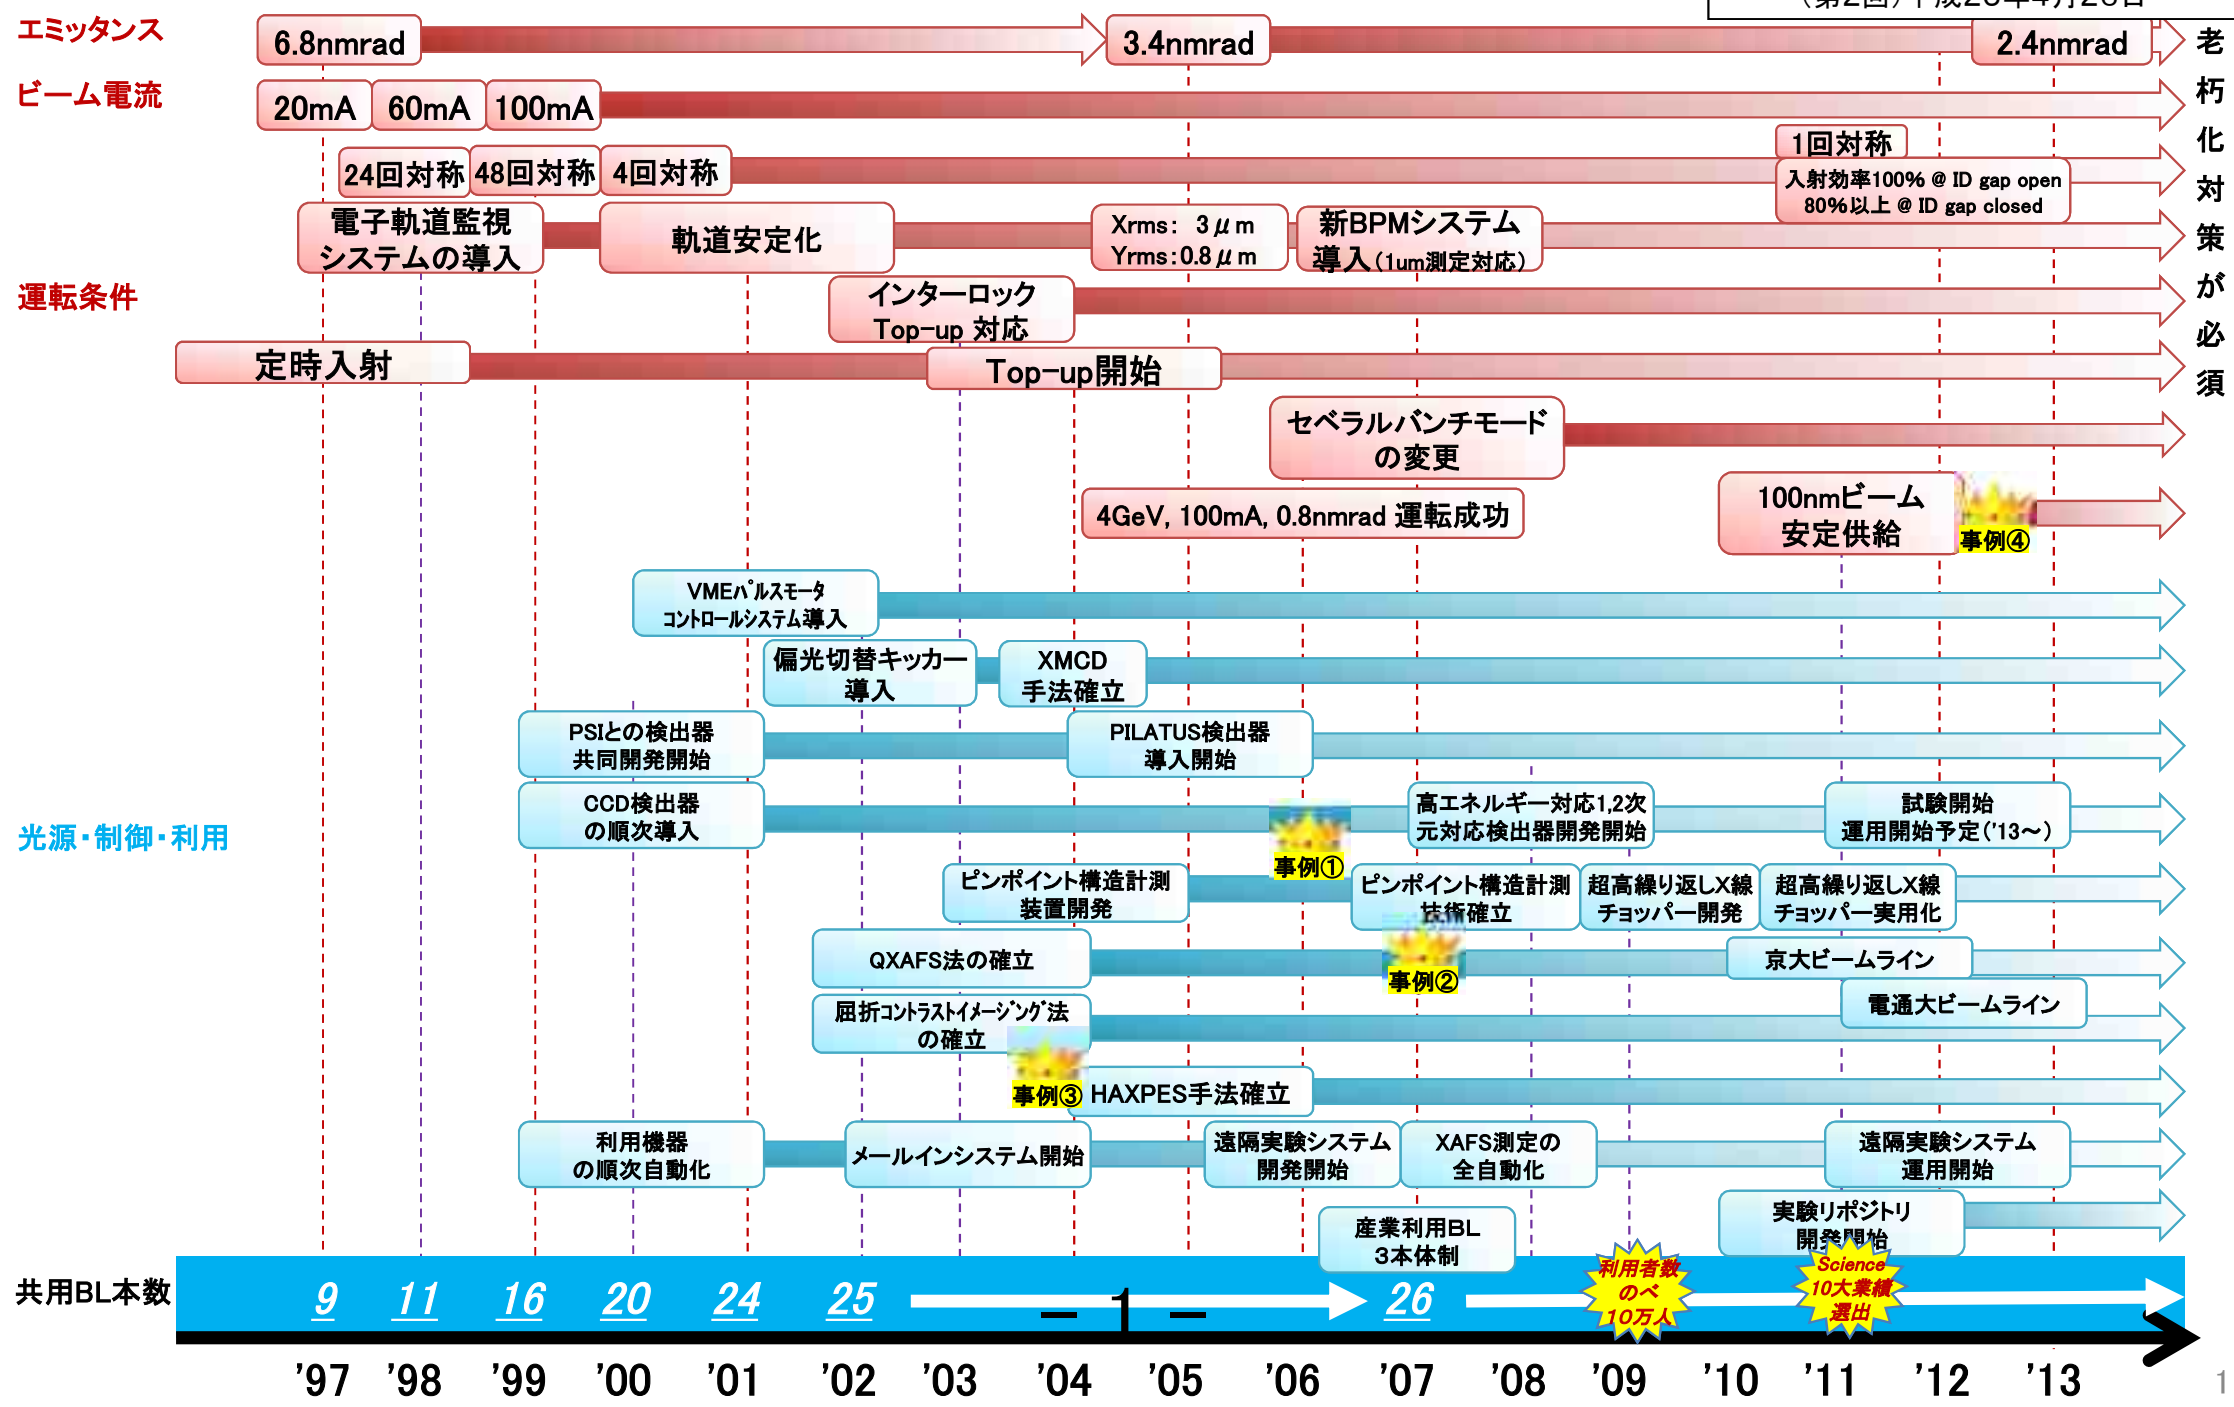 エミッタンス
6.8nmrad
3.4nmrad
2.4nmrad
ビーム電流
20mA
60mA
100mA
24回対称
48回対称
4回対称
1回対称
入射効率100% @ ID gap open
80%以上 @ ID gap closed
電子軌道監視
システムの導入
軌道安定化
Xrms: 3μm
Yrms:0.8μm
新BPMシステム
導入(1um測定対応)
運転条件
インターロック
Top-up 対応
定時入射
Top-up開始
セベラルバンチモード
の変更
4GeV, 100mA, 0.8nmrad 運転成功
100nmビーム
安定供給
事例④
老朽化対策が必須
VMEパルスモータ
コントロールシステム導入
偏光切替キッカー
導入
XMCD
手法確立
PSIとの検出器
共同開発開始
PILATUS検出器
導入開始
光源・制御・利用
CCD検出器
の順次導入
事例①
高エネルギー対応1,2次
元対応検出器開発開始
試験開始
運用開始予定('13～)
ピンポイント構造計測
装置開発
ピンポイント構造計測
技術確立
超高繰り返しX線
チョッパー開発
超高繰り返しX線
チョッパー実用化
QXAFS法の確立
事例②
京大ビームライン
電通大ビームライン
屈折コントラストイメージング法
の確立
事例③
HAXPES手法確立
利用機器
の順次自動化
メールインシステム開始
遠隔実験システム
開発開始
XAFS測定の
全自動化
遠隔実験システム
運用開始
産業利用BL
3本体制
実験リポジトリ
開発開始
共用BL本数
9
11
16
20
24
25
26
利用者数
のべ
10万人
Science
10大業績
選出
－ 1 －
'97
'98
'99
'00
'01
'02
'03
'04
'05
'06
'07
'08
'09
'10
'11
'12
'13
1